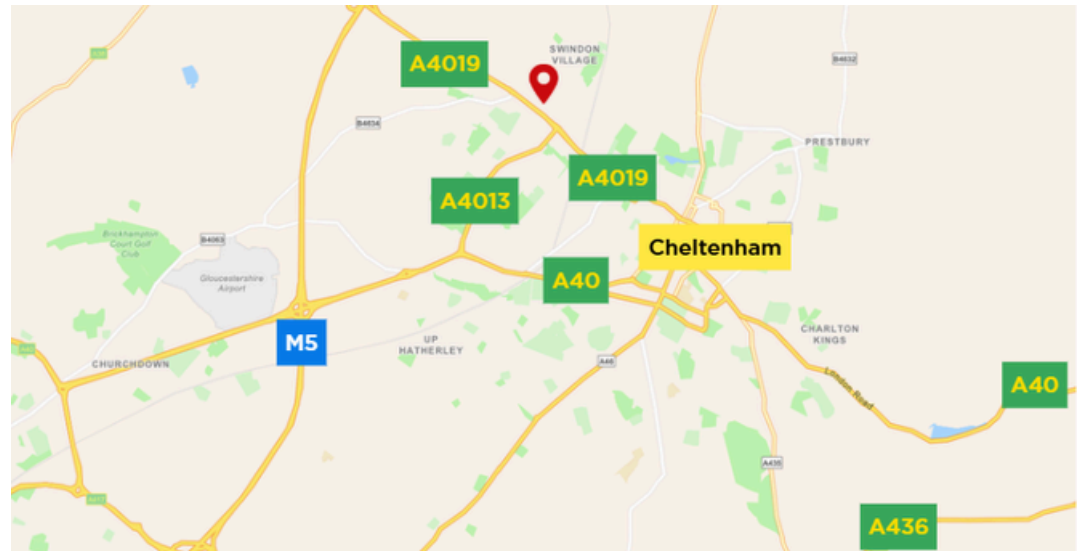 SWINDON
VILLAGE
A4019
B4632
B4634
A4019
PRESTBURY
A4013
Brickhampton
Court Golf
Club
B4063
Cheltenham
Gloucestershire
Airport
A40
M5
UP
HATHERLEY
CHARLTON
KINGS
CHURCHDOWN
A46
London Road
A40
A435
A436